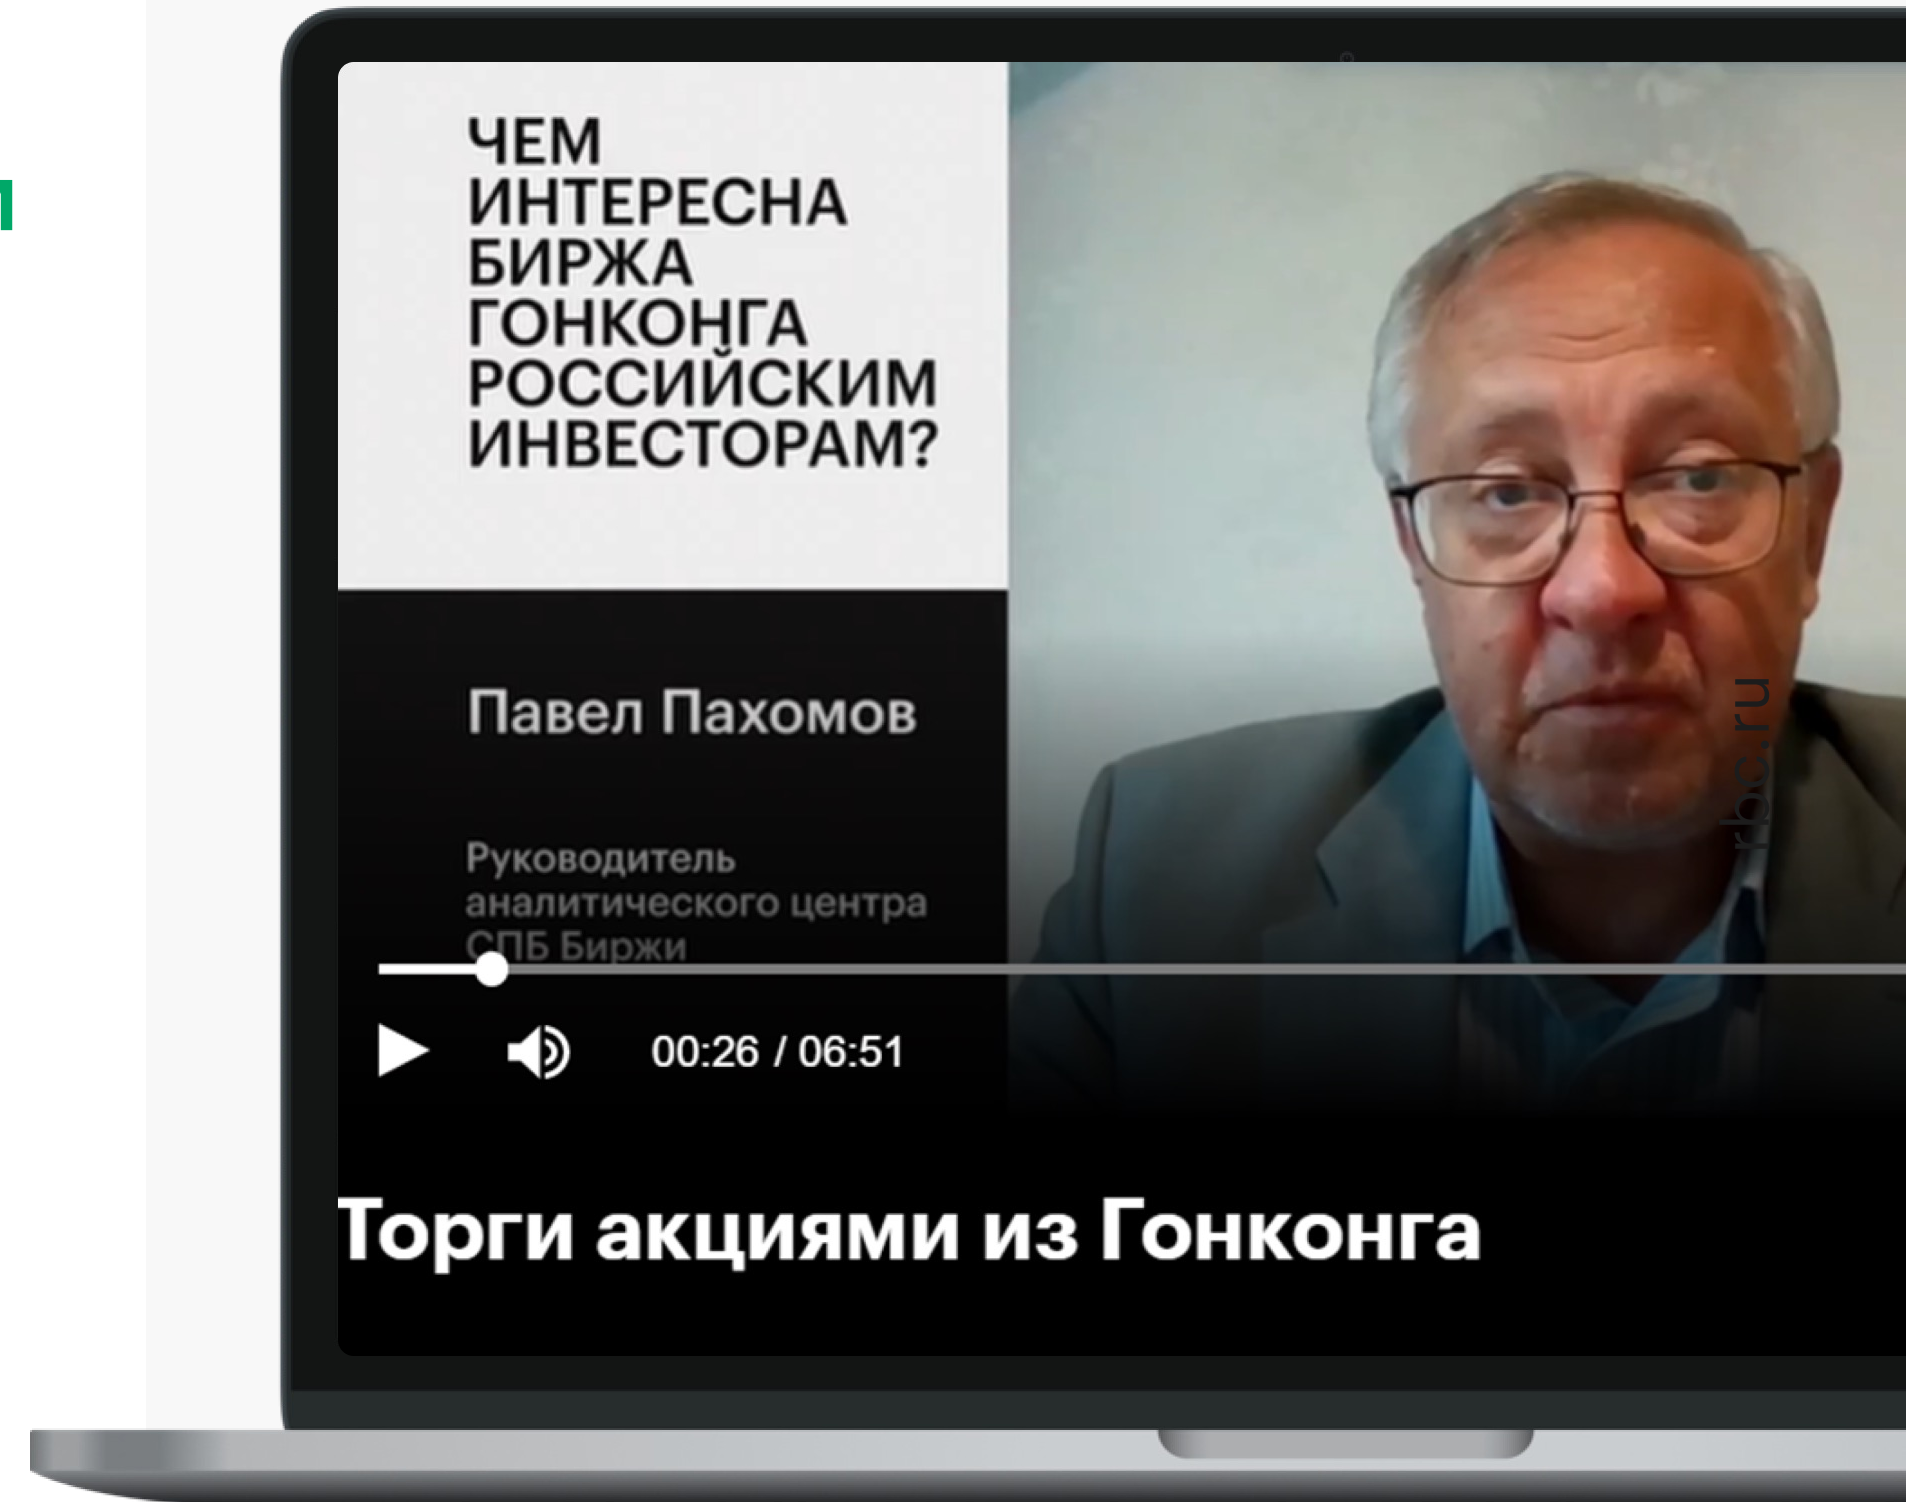 ЧЕМ
ИНТЕРЕСНА
БИРЖА
ГОНКОНГА
РОССИЙСКИМ
ИНВЕСТОРАМ?
Павел Пахомов
Руководитель
аналитического центра
СПБ Биржи
00:26 / 06:51
rbc.ru
Торги акциями из Гонконга